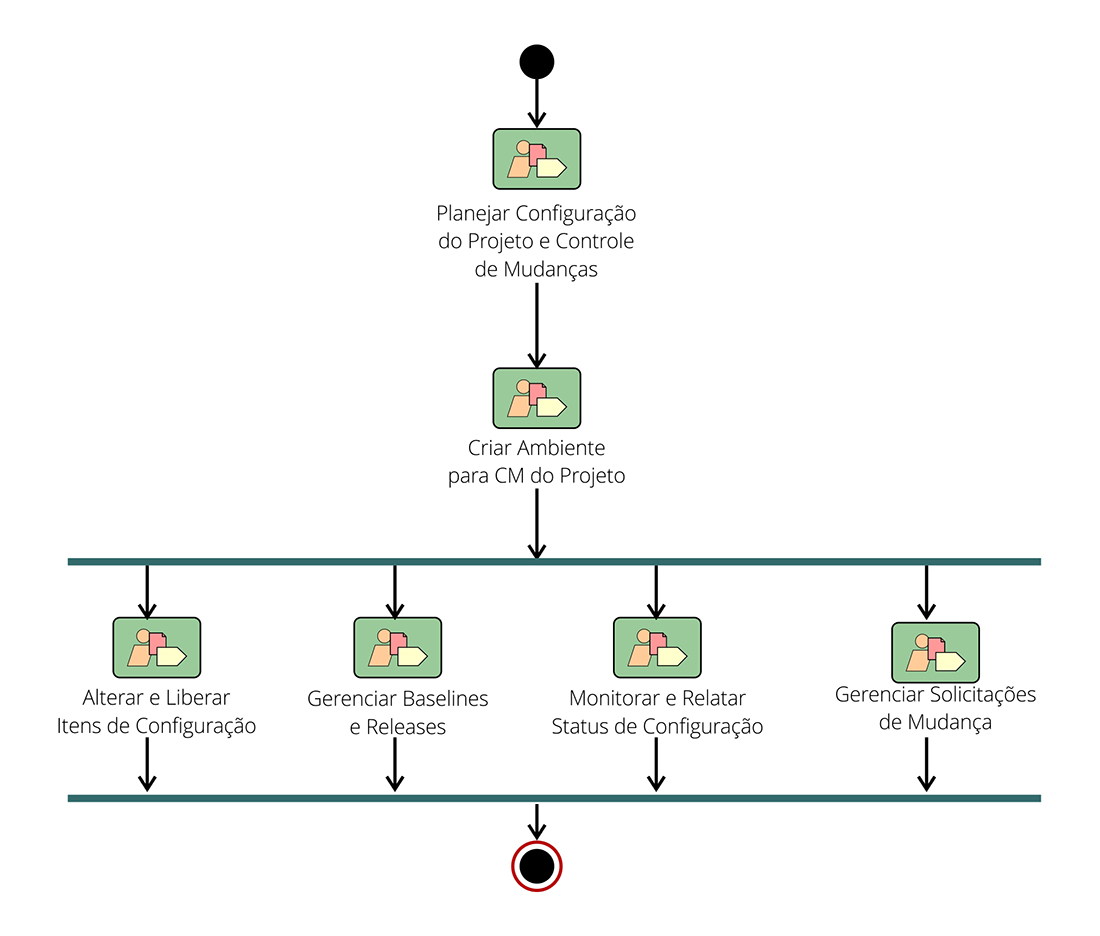 Planejar Configuração
do Projeto e Controle
de Mudanças
Criar Ambiente
para CM do Projeto
Alterar e Liberar
Itens de Configuração
Gerenciar Baselines
e Releases
Monitorar e Relatar
Status de Configuração
Gerenciar Solicitações
de Mudança